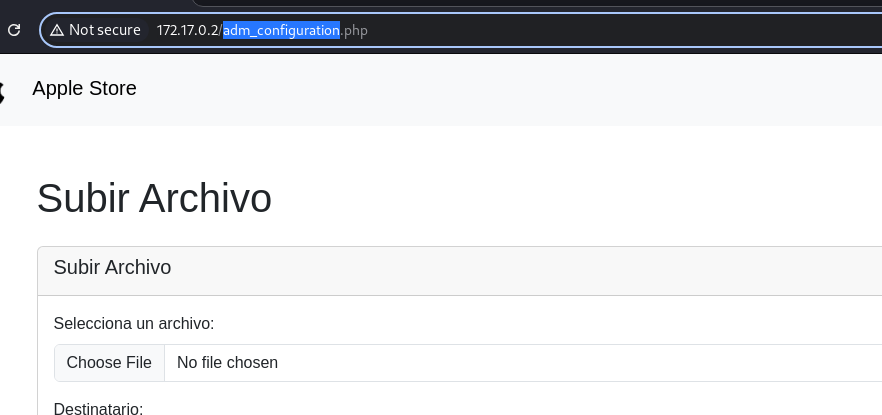 Not secure 172.17.0.2/adm_configuration.php
Apple Store
Subir Archivo
Subir Archivo
Selecciona un archivo:
Choose File No file chosen
Destinatario: